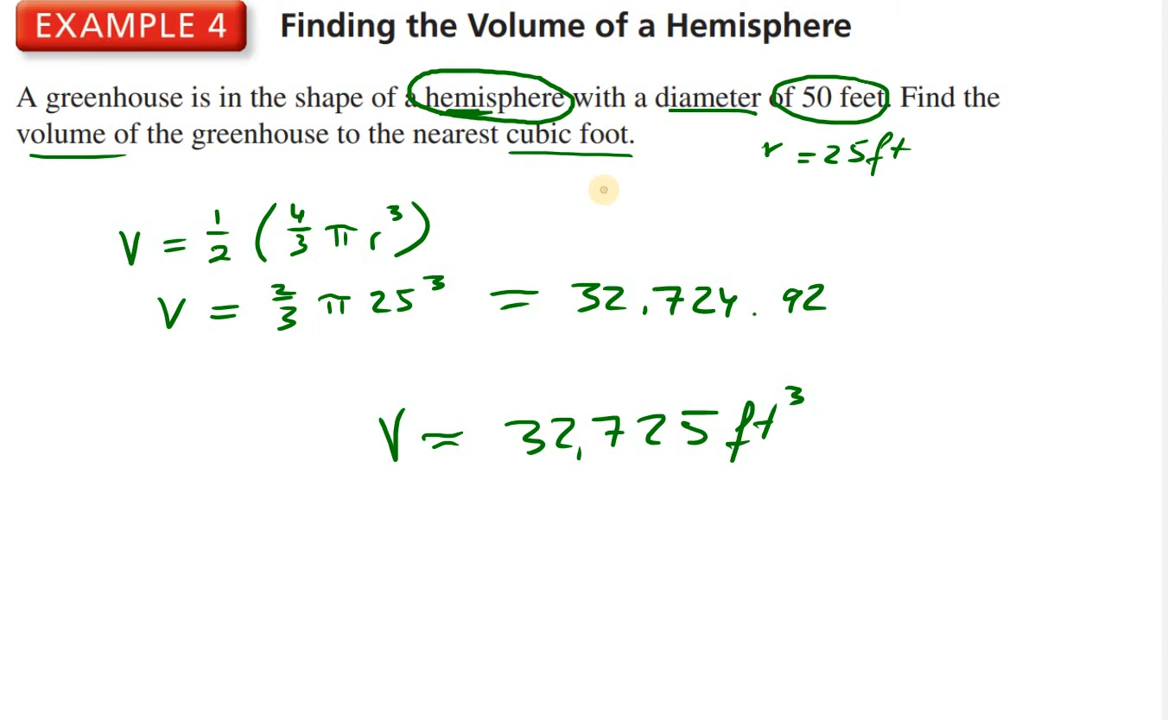 EXAMPLE 4 Finding the Volume of a Hemisphere
A greenhouse is in the shape of a hemisphere with a diameter of 50 feet. Find the
volume of the greenhouse to the nearest cubic foot.
r = 25ft
V = 1/2 (4/3 π r³)
V = 2/3 π 25³ = 32,724.92
V ≈ 32,725 ft³